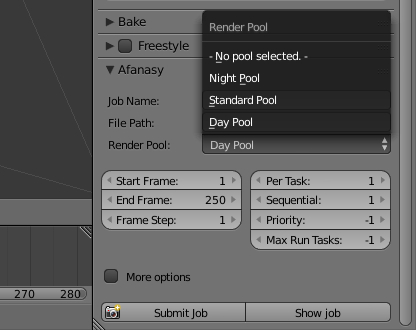 Bake
Render Pool
Freestyle
- No pool selected. -
Afanasy
Night Pool
Job Name:
Standard Pool
File Path:
Day Pool
Render Pool:
Day Pool
Start Frame: 1
Per Task: 1
End Frame: 250
Sequential: 1
Frame Step: 1
Priority: -1
Max Run Tasks: -1
More options
270 280
Submit Job
Show job